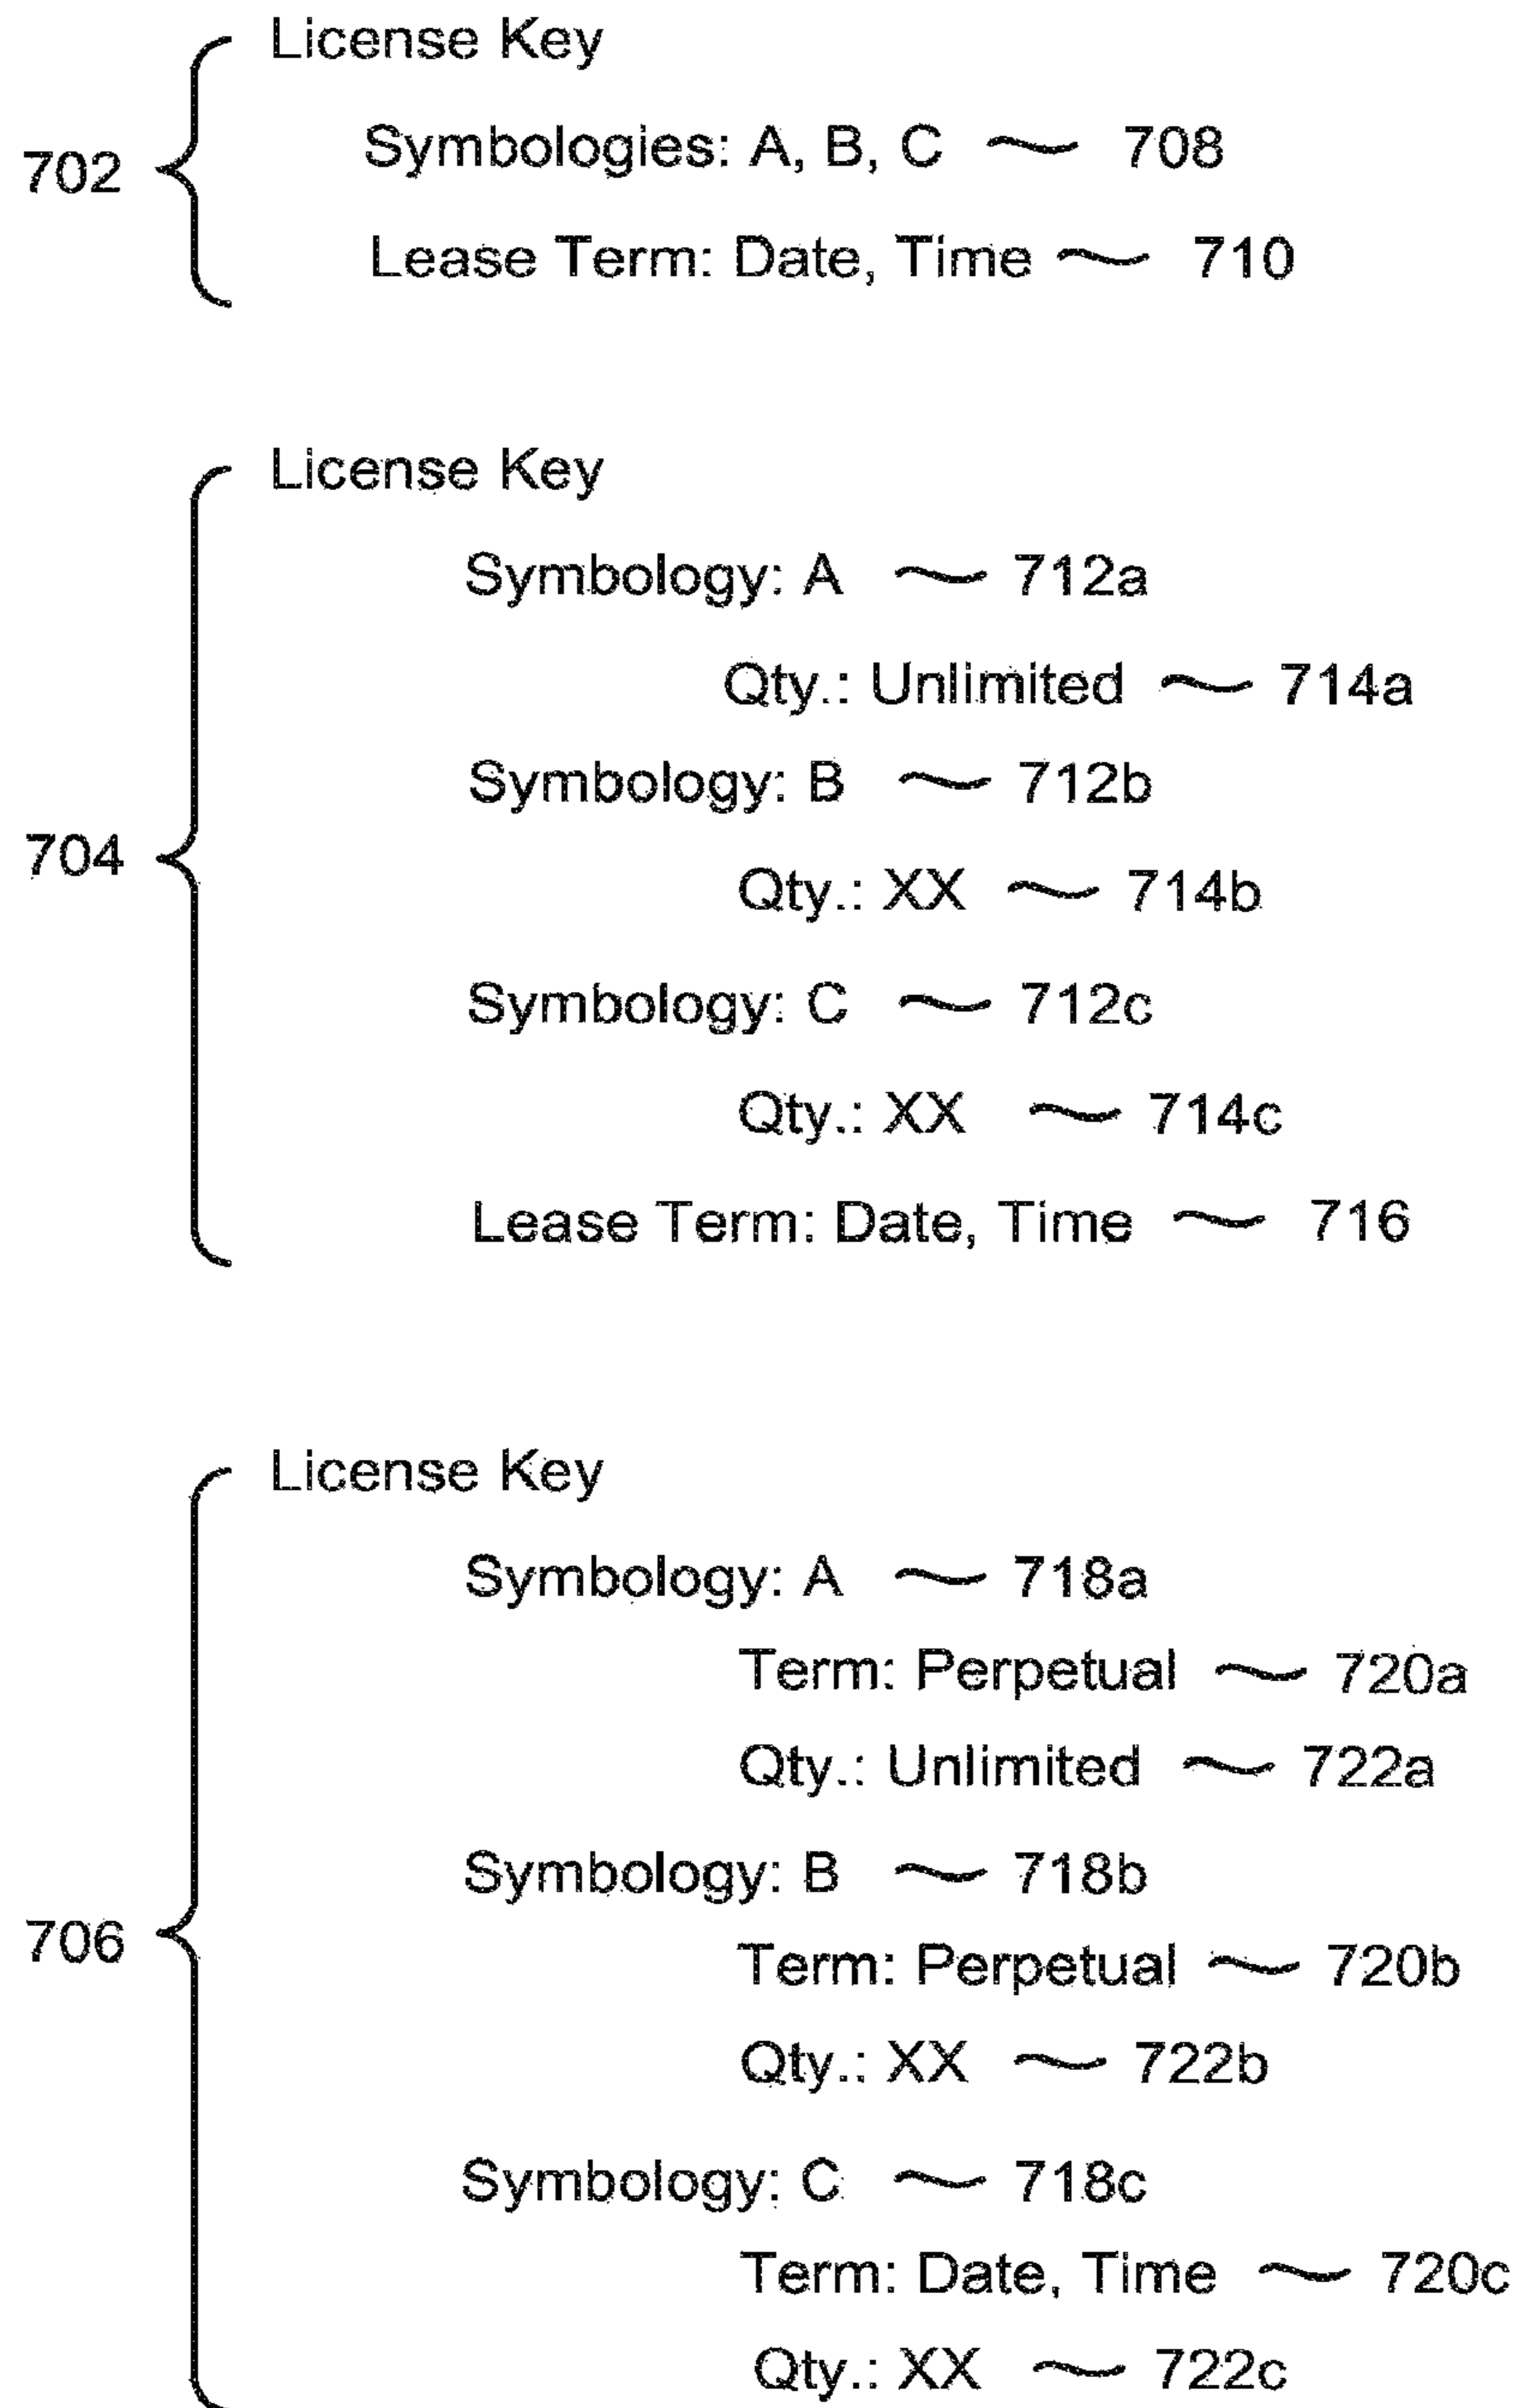 License Key
Symbologies: A, B, C ~ 708
702
Lease Term: Date, Time ~ 710
License Key
Symbology: A ~ 712a
Qty.: Unlimited ~ 714a
Symbology: B ~ 712b
704
Qty.: XX ~ 714b
Symbology: C ~ 712c
Qty.: XX ~ 714c
Lease Term: Date, Time ~ 716
License Key
Symbology: A ~ 718a
Term: Perpetual ~ 720a
Qty.: Unlimited ~ 722a
Symbology: B ~ 718b
706
Term: Perpetual ~ 720b
Qty.: XX ~ 722b
Symbology: C ~ 718c
Term: Date, Time ~ 720c
Qty.: XX ~ 722c